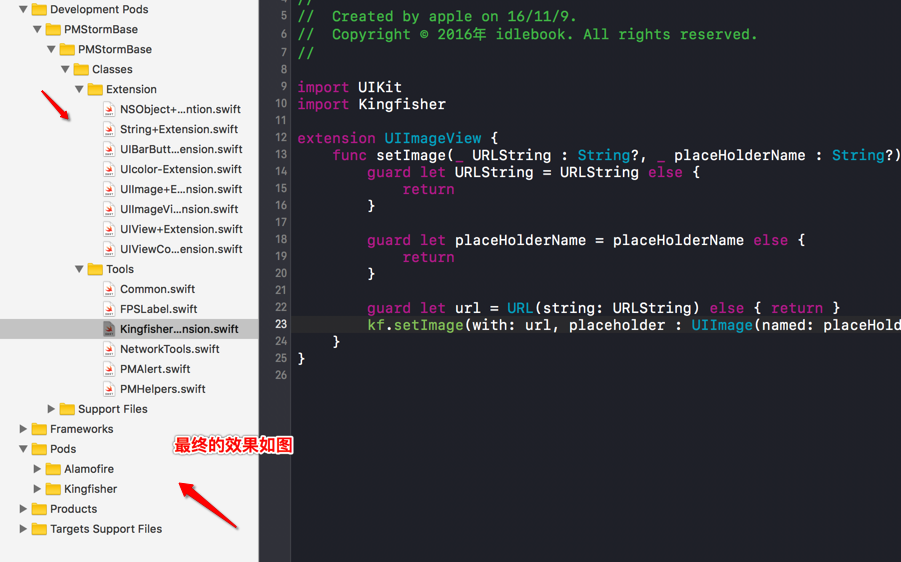 Development Pods
PMStormBase
PMStormBase
Classes
Extension
NSObject+...ntion.swift
String+Extension.swift
UIBarButt...ension.swift
UIcolor-Extension.swift
UIImage+E...nsion.swift
UIImageVi...nsion.swift
UIView+Extension.swift
UIViewCo...ension.swift
Tools
Common.swift
FPSLabel.swift
Kingfisher...nsion.swift
NetworkTools.swift
PMAlert.swift
PMHelpers.swift
Support Files
Frameworks
Pods
Alamofire
Kingfisher
Products
Targets Support Files
最终的效果如图
//
5 // Created by apple on 16/11/9.
6 // Copyright © 2016年 idlebook. All rights reserved.
7 //
8
9 import UIKit
10 import Kingfisher
11
12 extension UIImageView {
13 func setImage(_ URLString : String?, _ placeHolderName : String?)
14 guard let URLString = URLString else {
15 return
16 }
17
18 guard let placeHolderName = placeHolderName else {
19 return
20 }
21
22 guard let url = URL(string: URLString) else { return }
23 kf.setImage(with: url, placeholder : UIImage(named: placeHold
24 }
25 }
26